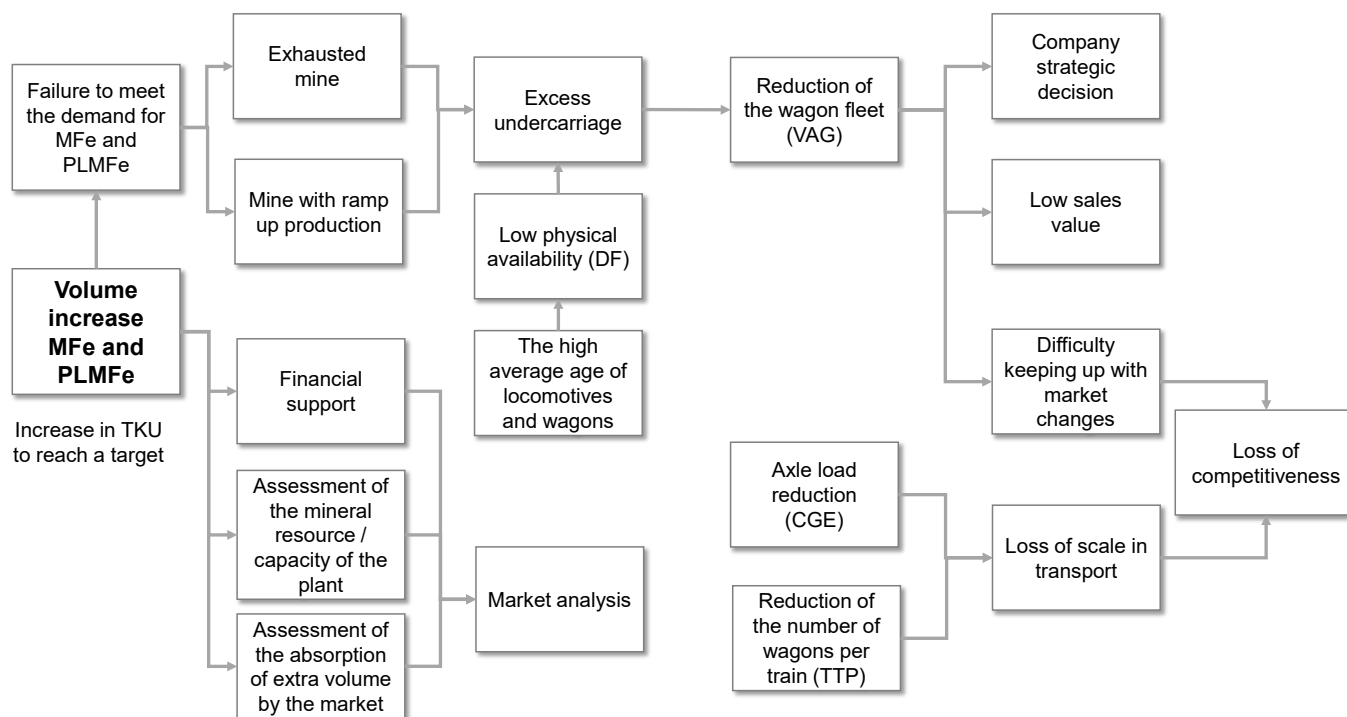 Failure to meet
the demand for
MFe and
PLMFe
Volume
increase
MFe and
PLMFe
Increase in TKU
to reach a target
Exhausted
mine
Mine with ramp
up production
Financial
support
Assessment of
the mineral
resource /
capacity of the
plant
Assessment of
the absorption
of extra volume
by the market
Excess
undercarriage
Low physical
availability (DF)
The high
average age of
locomotives
and wagons
Market analysis
Reduction of
the wagon fleet
(VAG)
Axle load
reduction
(CGE)
Reduction of
the number of
wagons per
train (TTP)
Company
strategic
decision
Low sales
value
Difficulty
keeping up with
market
changes
Loss of scale in
transport
Loss of
competitiveness